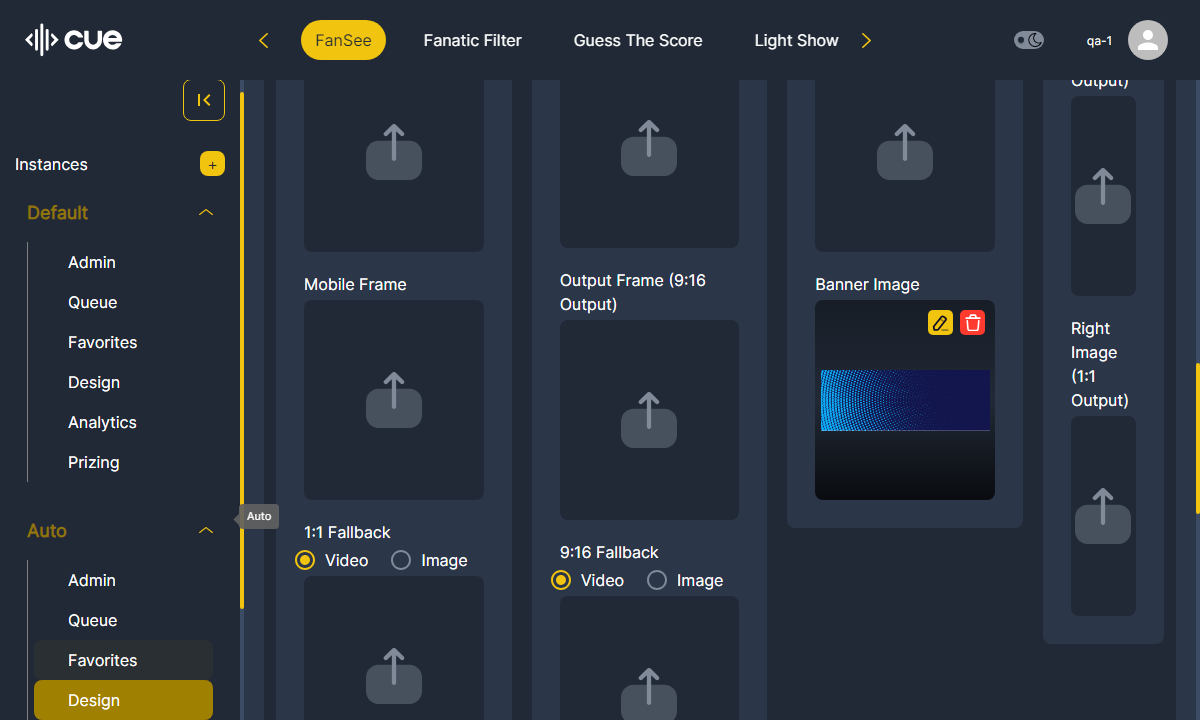 cue
FanSee
Fanatic Filter
Guess The Score
Light Show
qa-1
Instances
+
Default
Admin
Queue
Favorites
Design
Analytics
Prizing
Auto
Admin
Queue
Favorites
Design
Auto
Mobile Frame
1:1 Fallback
Video
Image
Output Frame (9:16
Output)
9:16 Fallback
Video
Image
Banner Image
Output)
Right
Image
(1:1
Output)